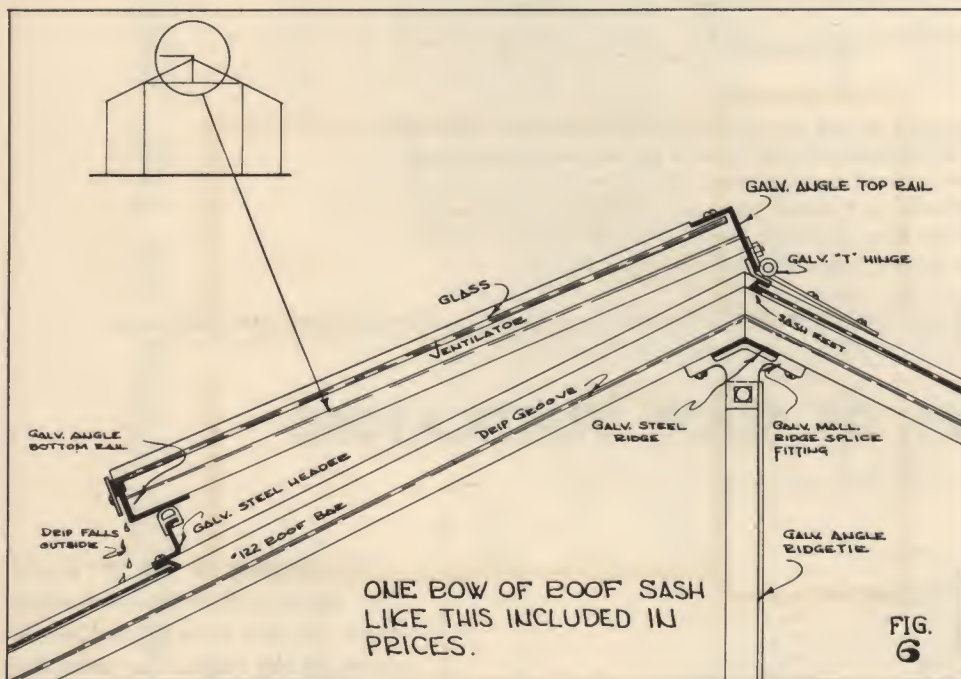 GALV. ANGLE TOP RAIL
GALV. "T" HINGE
GLASS
VENTILATOR
SASH REST
DRIP GROOVE
GALV. STEEL
RIDGE
GALV. MALL.
RIDGE SPLICE
FITTING
GALV. ANGLE
BOTTOM RAIL
GALV. STEEL HEADER
DRIP FALLS
OUTSIDE
#122 ROOF BAR
GALV. ANGLE
RIDGETIE
ONE ROW OF ROOF SASH
LIKE THIS INCLUDED IN
PRICES.
FIG.
6